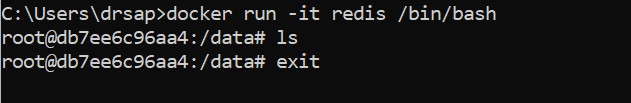 C:\Users\drsap>docker run -it redis /bin/bash
root@db7ee6c96aa4:/data# ls
root@db7ee6c96aa4:/data# exit